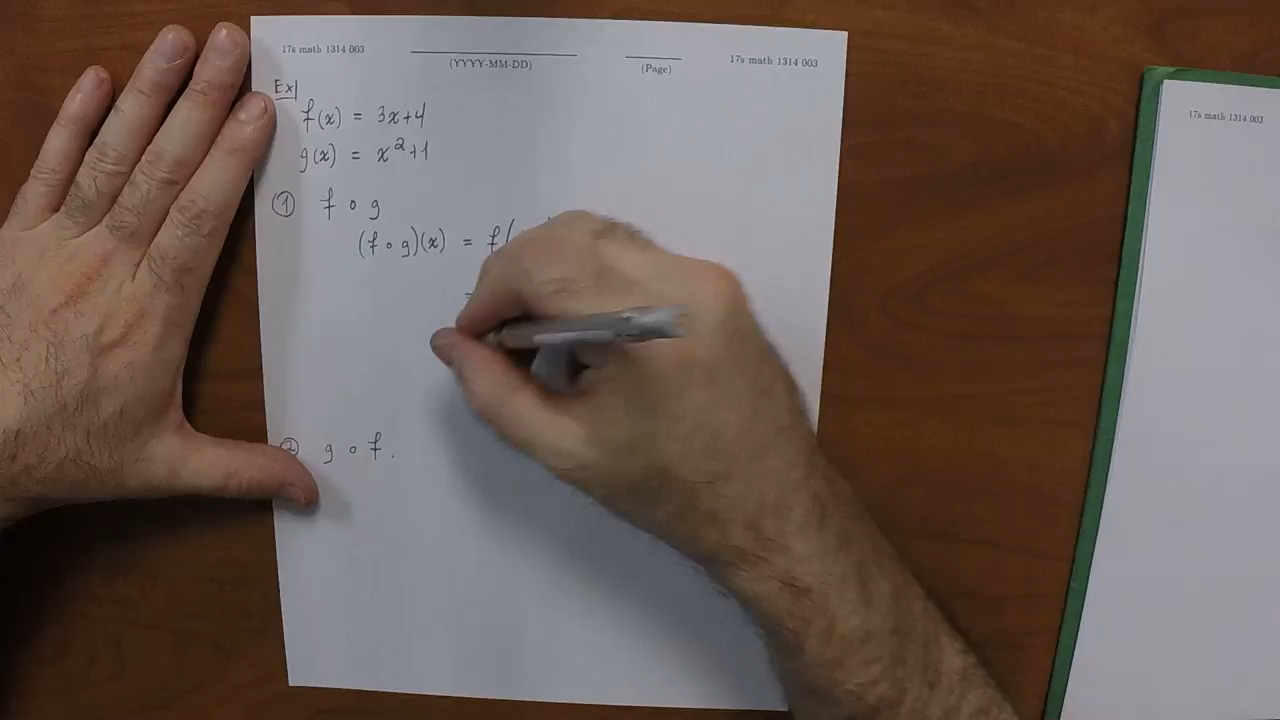 17s math 1314 003 (YYYY-MM-DD) (Page) 17s math 1314 003
Ex
f(x) = 3x+4
g(x) = x²+1
① f ∘ g
(f ∘ g)(x) = f(
=
② g ∘ f.
17s math 1314 003